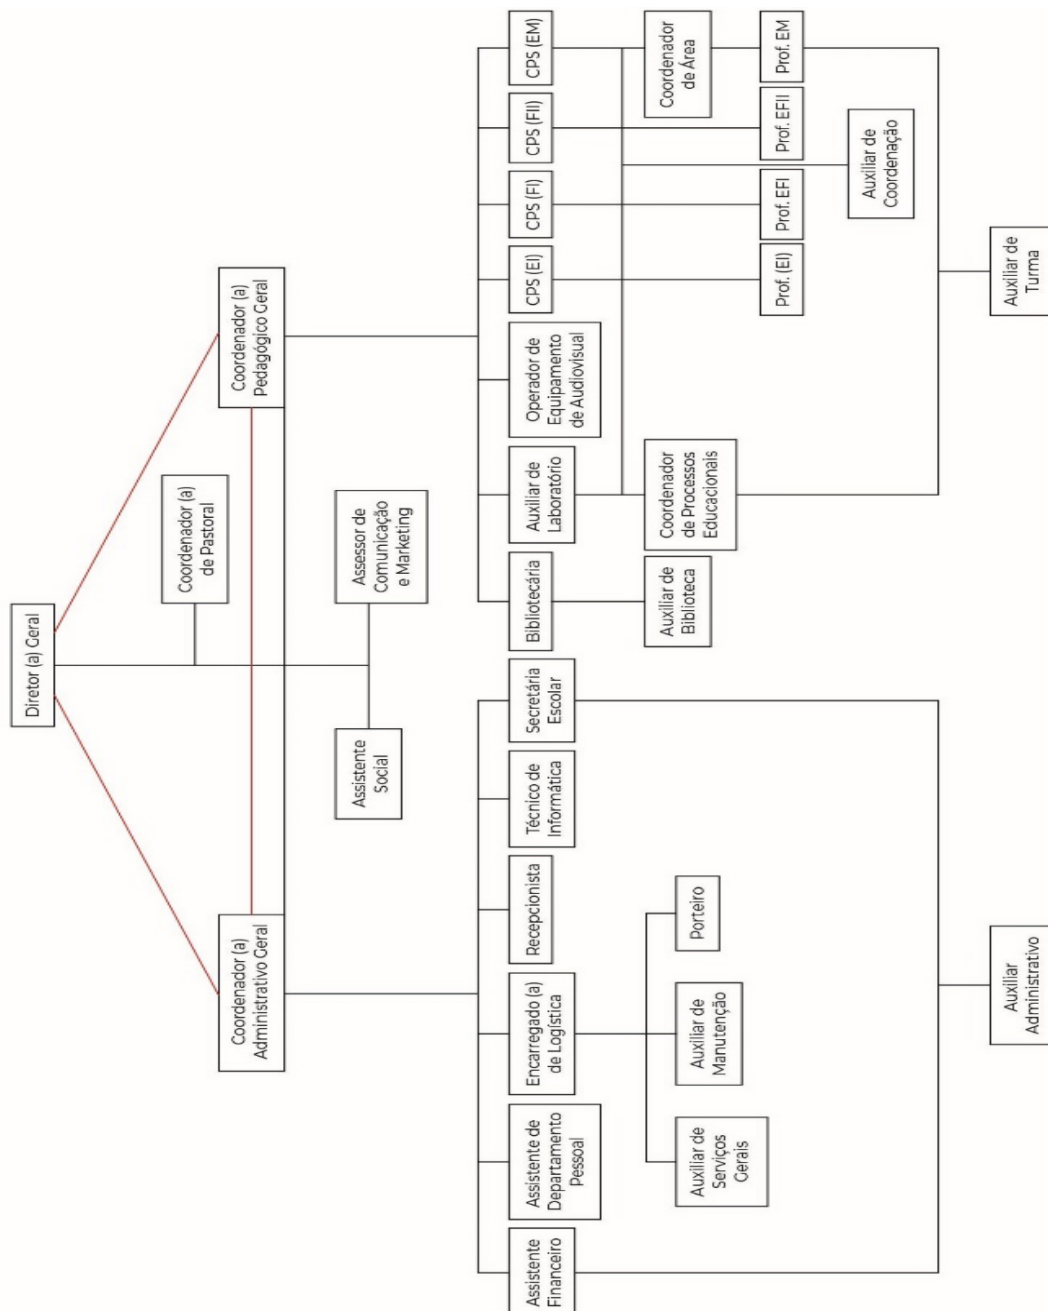 Diretor (a) Geral
Coordenador (a)
de Pastoral
Coordenador (a)
Administrativo Geral
Coordenador (a)
Pedagógico Geral
Assistente
Social
Assessor de
Comunicação
e Marketing
Assistente
Financeiro
Assistente de
Departamento
Pessoal
Encarregado (a)
de Logística
Recepcionista
Técnico de
Informática
Secretária
Escolar
Bibliotecária
Auxiliar de
Laboratório
Operador de
Equipamento
de Audiovisual
CPS (EI)
CPS (FI)
CPS (FII)
CPS (EM)
Auxiliar de
Serviços
Gerais
Auxiliar de
Manutenção
Porteiro
Auxiliar de
Biblioteca
Coordenador
de Processos
Educacionais
Coordenador
de Área
Prof. (EI)
Prof. EFI
Prof. EFII
Prof. EM
Auxiliar de
Coordenação
Auxiliar
Administrativo
Auxiliar de
Turma